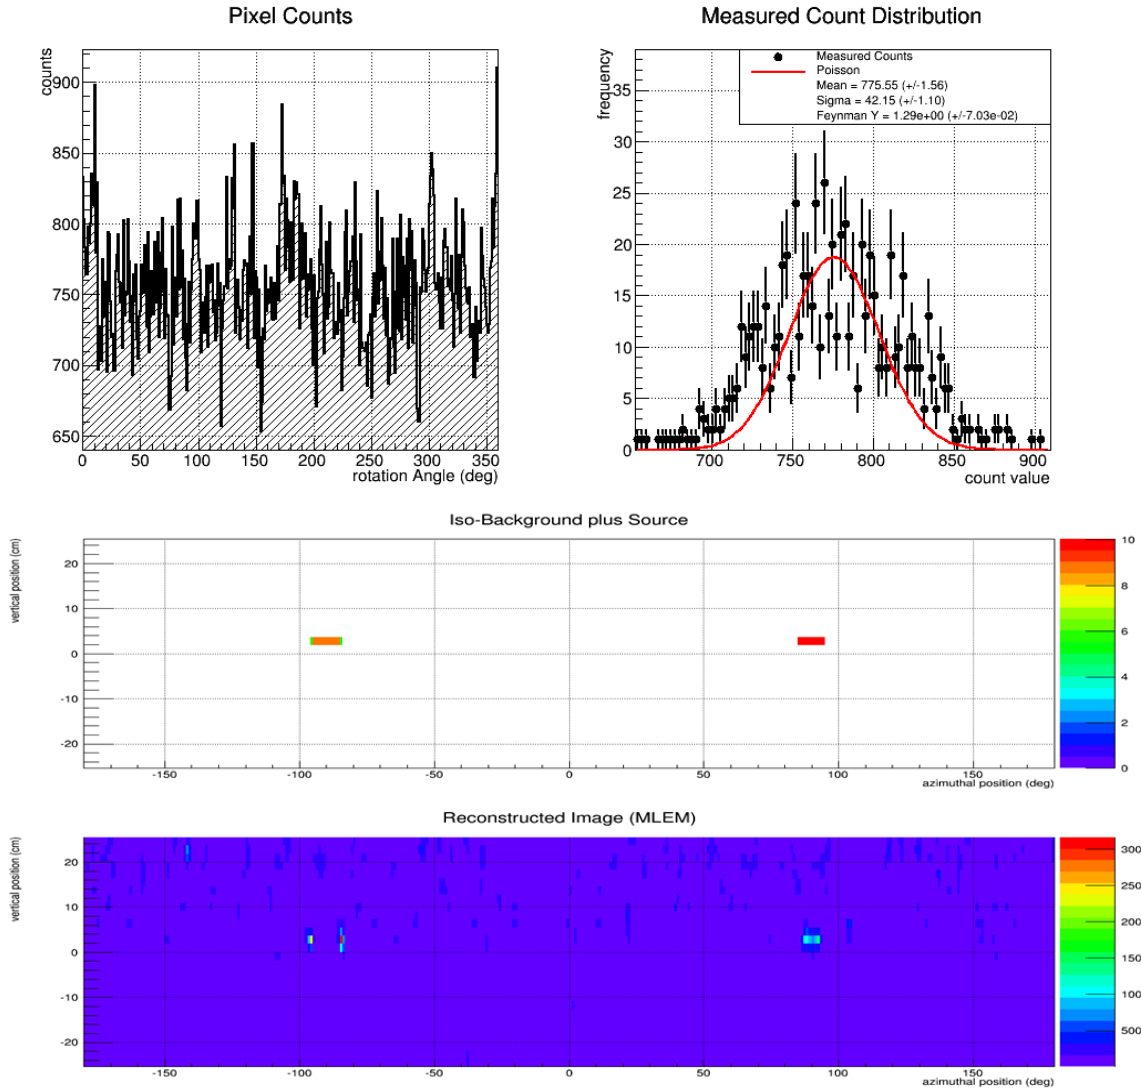 Pixel Counts
counts
900
850
800
750
700
650
0 50 100 150 200 250 300 350
rotation Angle (deg)
Measured Count Distribution
frequency
Measured Counts
Poisson
Mean = 775.55 (+/-1.56)
Sigma = 42.15 (+/-1.10)
Feynman Y = 1.29e+00 (+/-7.03e-02)
35
30
25
20
15
10
5
0
700 750 800 850 900
count value
Iso-Background plus Source
vertical position (cm)
20
10
0
-10
-20
-150 -100 -50 0 50 100 150
azimuthal position (deg)
10
8
6
4
2
0
Reconstructed Image (MLEM)
vertical position (cm)
20
10
0
-10
-20
-150 -100 -50 0 50 100 150
azimuthal position (deg)
300
250
200
150
100
500